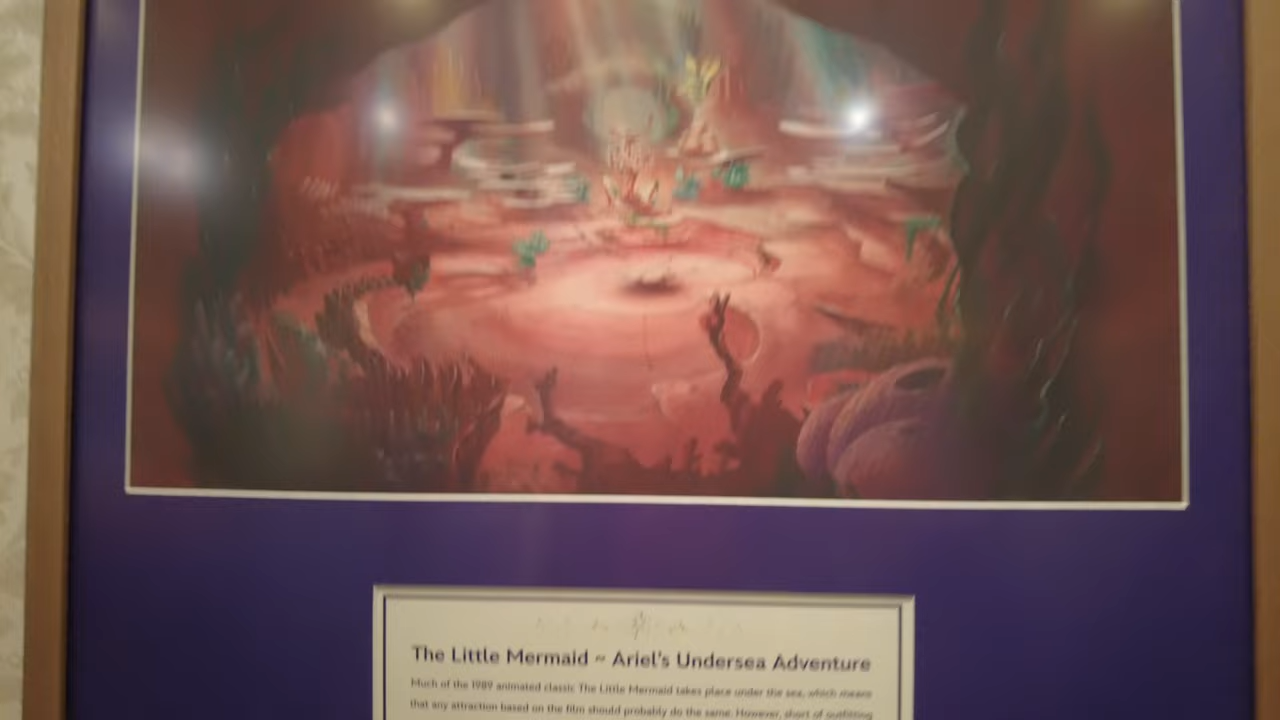 The Little Mermaid ~ Ariel's Undersea Adventure
Much of the 1989 animated classic The Little Mermaid takes place under the sea, which means
that any attraction based on the film should probably do the same. However, short of outfitting